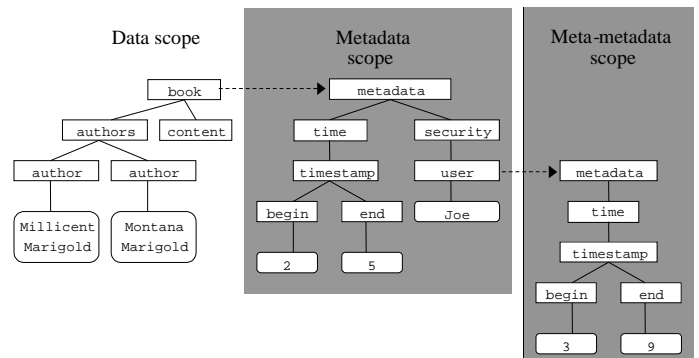 Data scope
Metadata
scope
Meta-metadata
scope
book
metadata
authors
content
time
security
author
author
timestamp
user
metadata
Millicent
Marigold
Montana
Marigold
begin
end
Joe
time
2
5
timestamp
begin
end
3
9